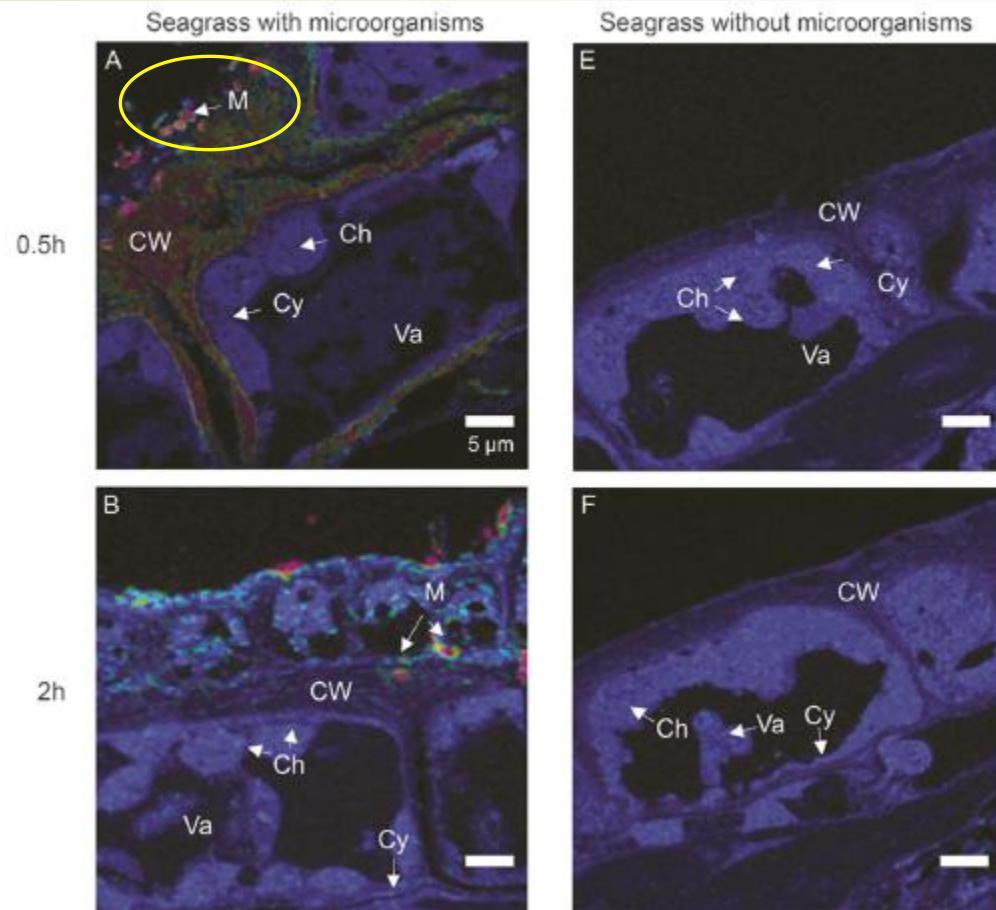 Seagrass with microorganisms
Seagrass without microorganisms
0.5h
A
M
CW
Ch
Cy
Va
5 µm
E
CW
Ch
Cy
Va
2h
B
M
CW
Ch
Va
Cy
F
CW
Ch
Va
Cy